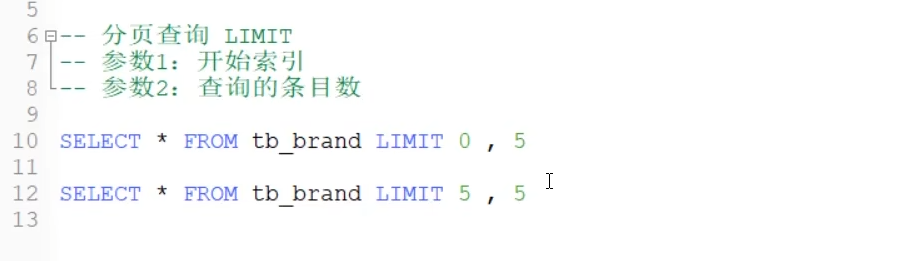 5
6 -- 分页查询 LIMIT
7 -- 参数1：开始索引
8 -- 参数2：查询的条目数
9
10 SELECT * FROM tb_brand LIMIT 0 , 5
11
12 SELECT * FROM tb_brand LIMIT 5 , 5
13